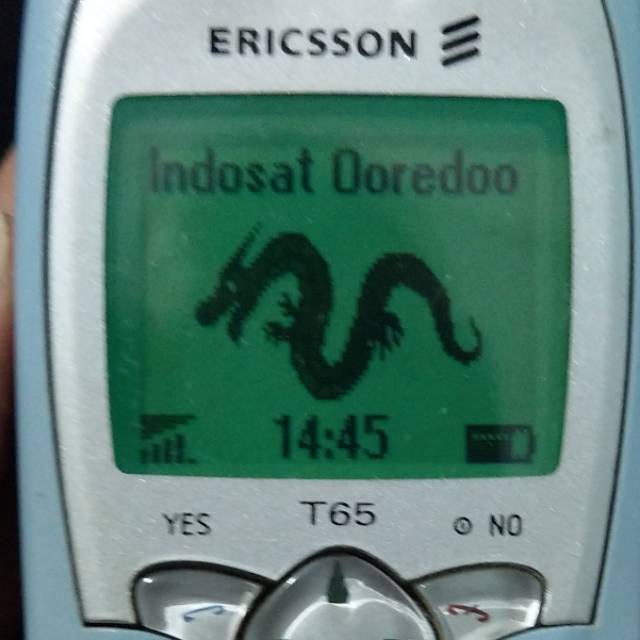 ERICSSON
Indosat Ooredoo
14:45
T65
YES
NO